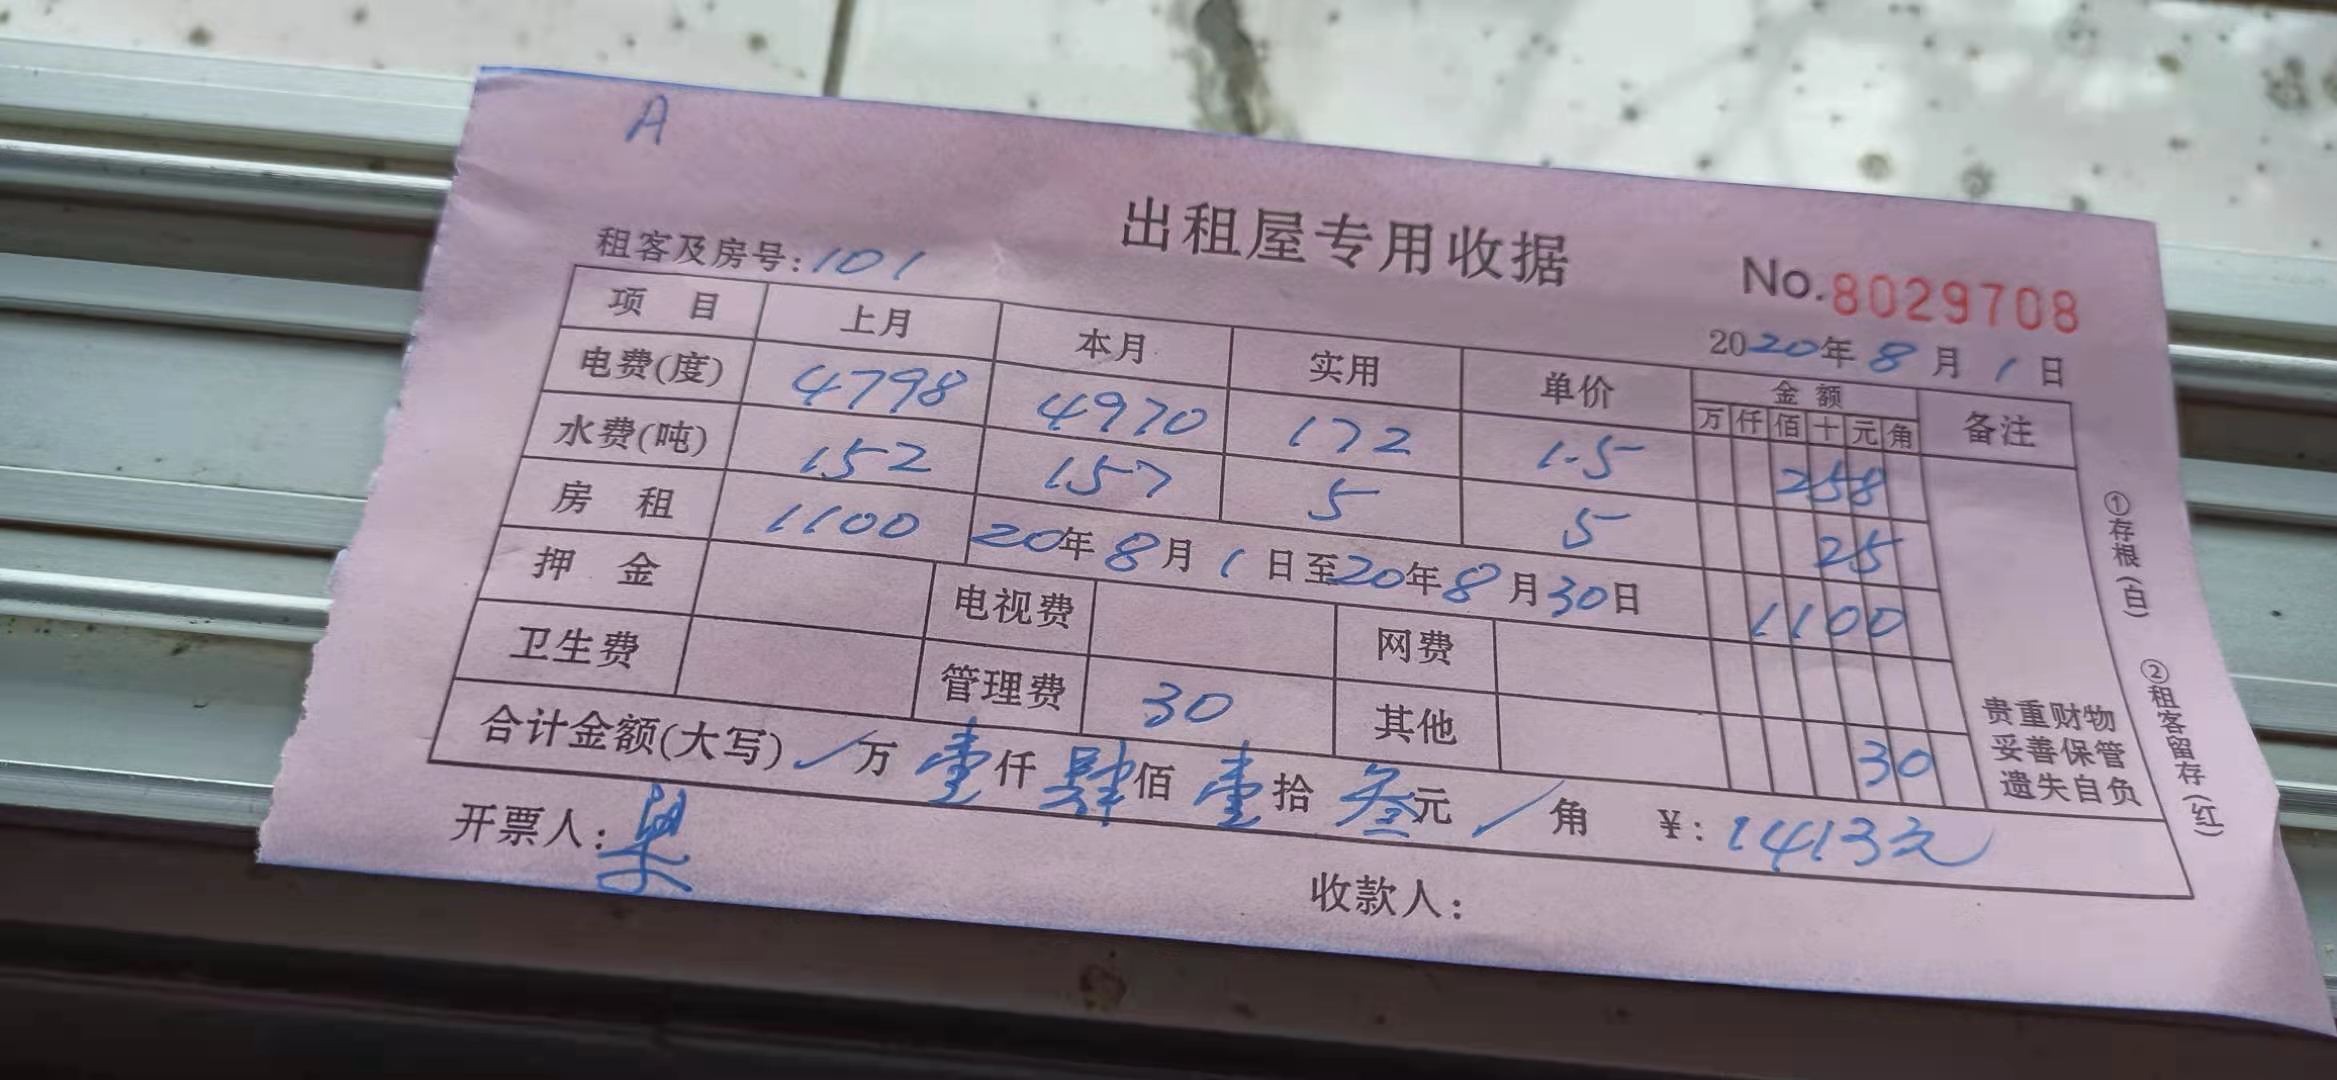 A
出租屋专用收据
租客及房号:101
No.8029708
2020年8月1日
项目 上月 本月 实用 单价 金额 备注
万 仟 佰 十 元 角
电费(度) 4798 4970 172 1.5 258
水费(吨) 152 157 5 5 25
房租 1100 20年8月1日至20年8月30日 1100
押金 电视费 网费
卫生费 管理费 30 其他 30
贵重财物
妥善保管
遗失自负
合计金额(大写) / 万 壹仟 肆佰 壹拾 叁元 / 角 ¥:1413元
开票人:梁
收款人:
①存根(白)
②租客留存(红)